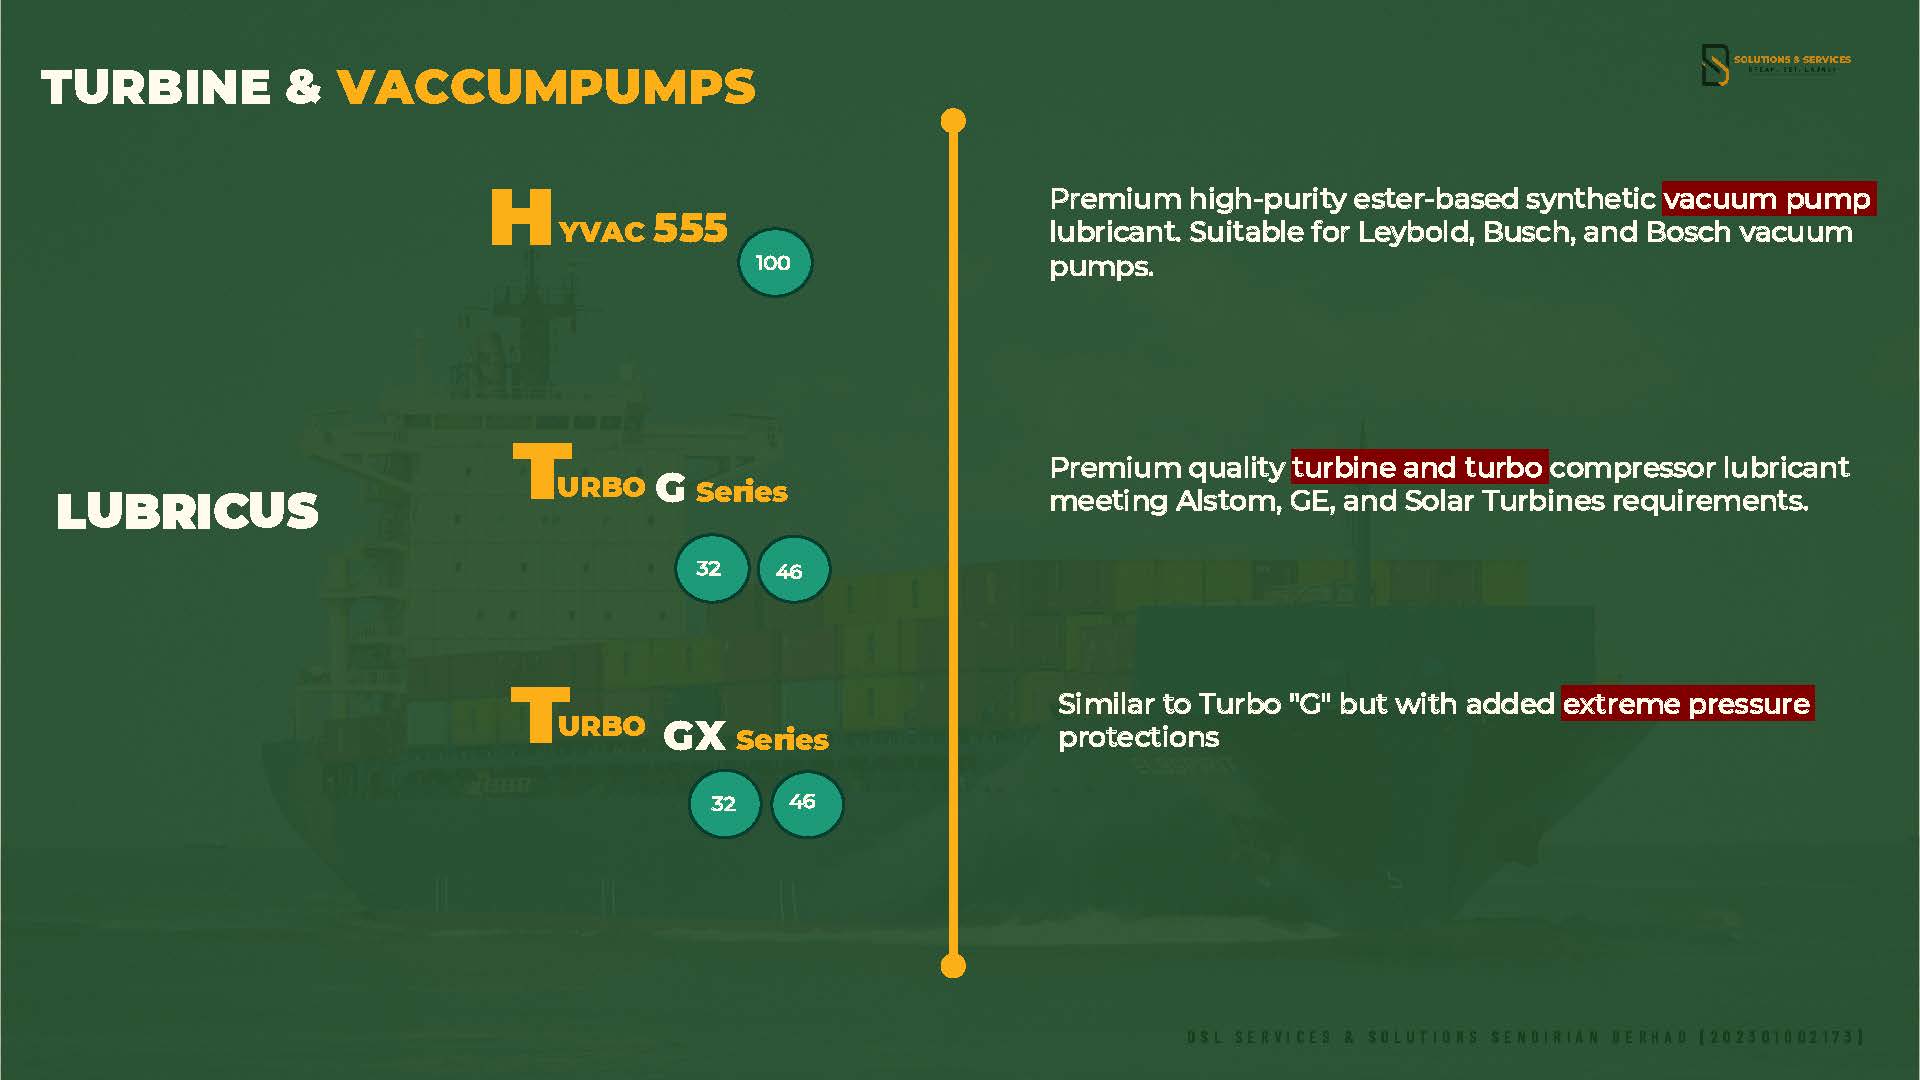 TURBINE & VACCUMPUMPS
SOLUTIONS & SERVICES
HYVAC 555
100
Premium high-purity ester-based synthetic vacuum pump
lubricant. Suitable for Leybold, Busch, and Bosch vacuum
pumps.
LUBRICUS
TURBO G Series
32 46
Premium quality turbine and turbo compressor lubricant
meeting Alstom, GE, and Solar Turbines requirements.
TURBO GX Series
32 46
Similar to Turbo "G" but with added extreme pressure
protections
DSL SERVICES & SOLUTIONS SENDIRIAN BERHAD [202301002173]